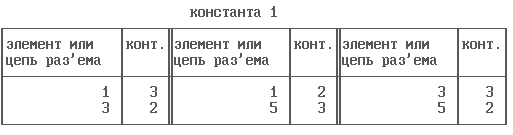 константа 1
элемент или цепь раз'ема конт. элемент или цепь раз'ема конт. элемент или цепь раз'ема конт.
1 3 1 2 3 3
3 2 5 3 5 2